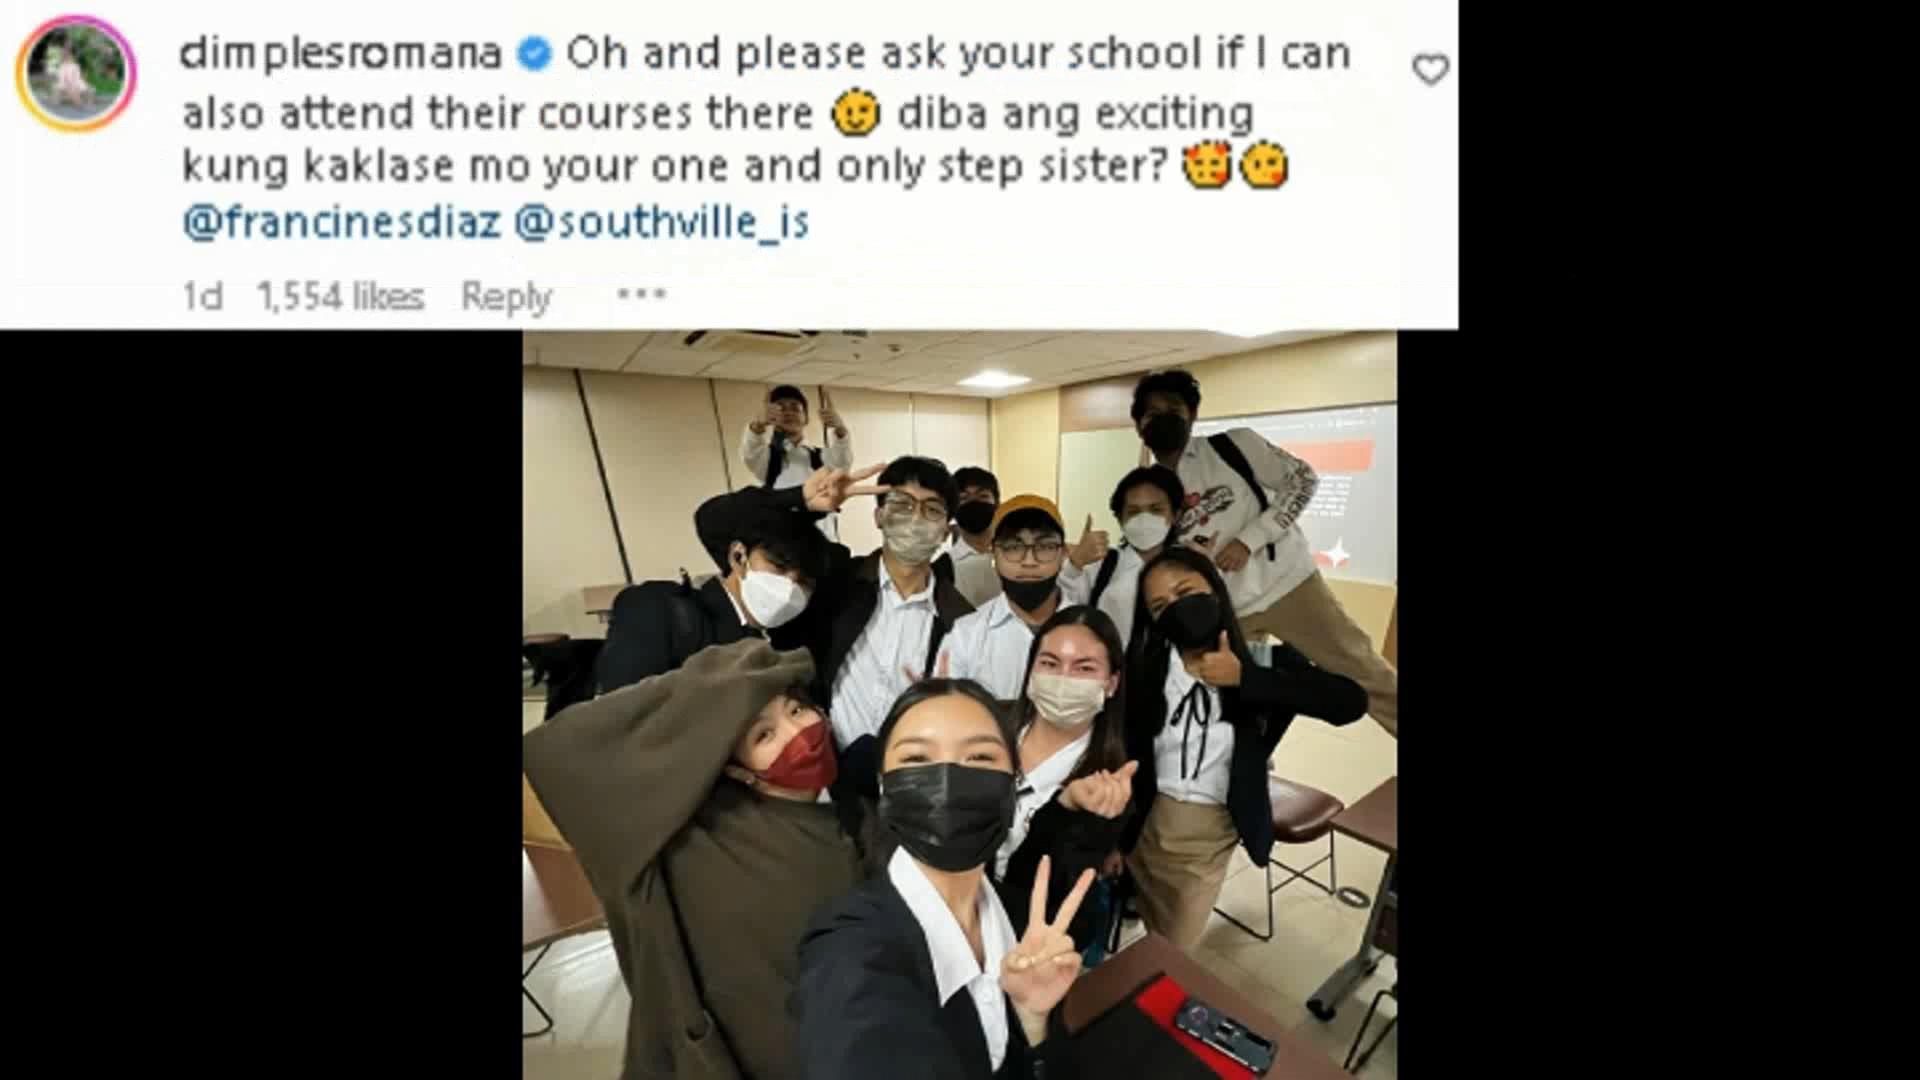 dimplesromana Oh and please ask your school if I can
also attend their courses there 😉 diba ang exciting
kung kaklase mo your one and only step sister? 🥰😘
@francinesdiaz @southville_is
1d 1,554 likes Reply ...